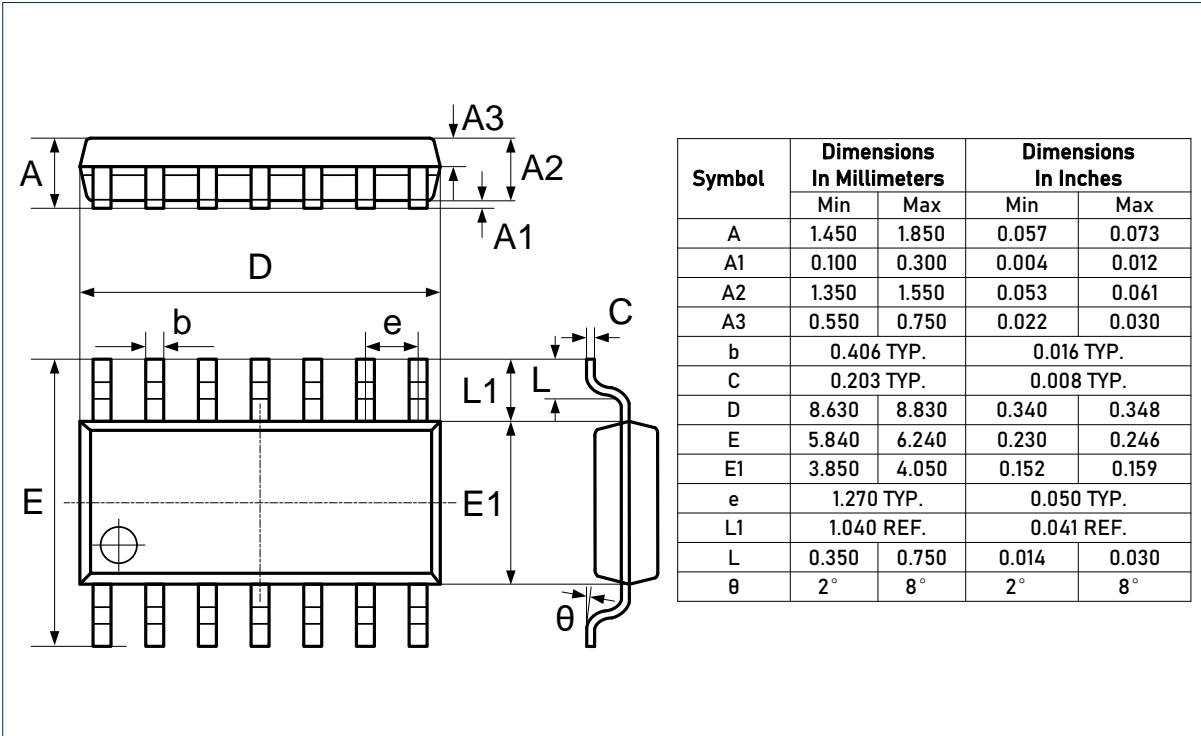 A3
A
A2
A1
D
b
e
C
L1
L
E
E1
θ
Symbol Dimensions In Millimeters Dimensions In Inches
Min Max Min Max
A 1.450 1.850 0.057 0.073
A1 0.100 0.300 0.004 0.012
A2 1.350 1.550 0.053 0.061
A3 0.550 0.750 0.022 0.030
b 0.406 TYP. 0.016 TYP.
C 0.203 TYP. 0.008 TYP.
D 8.630 8.830 0.340 0.348
E 5.840 6.240 0.230 0.246
E1 3.850 4.050 0.152 0.159
e 1.270 TYP. 0.050 TYP.
L1 1.040 REF. 0.041 REF.
L 0.350 0.750 0.014 0.030
θ 2° 8° 2° 8°